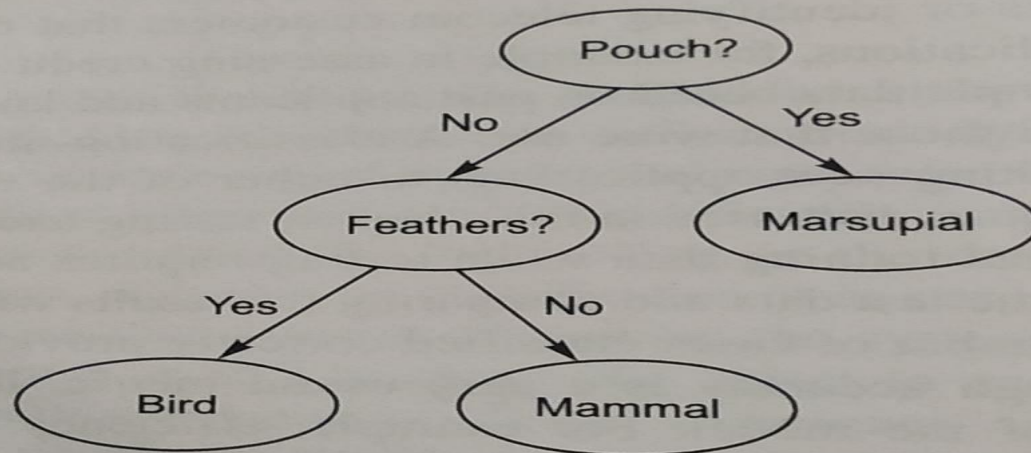 Pouch?
No
Yes
Feathers?
Marsupial
Yes
No
Bird
Mammal